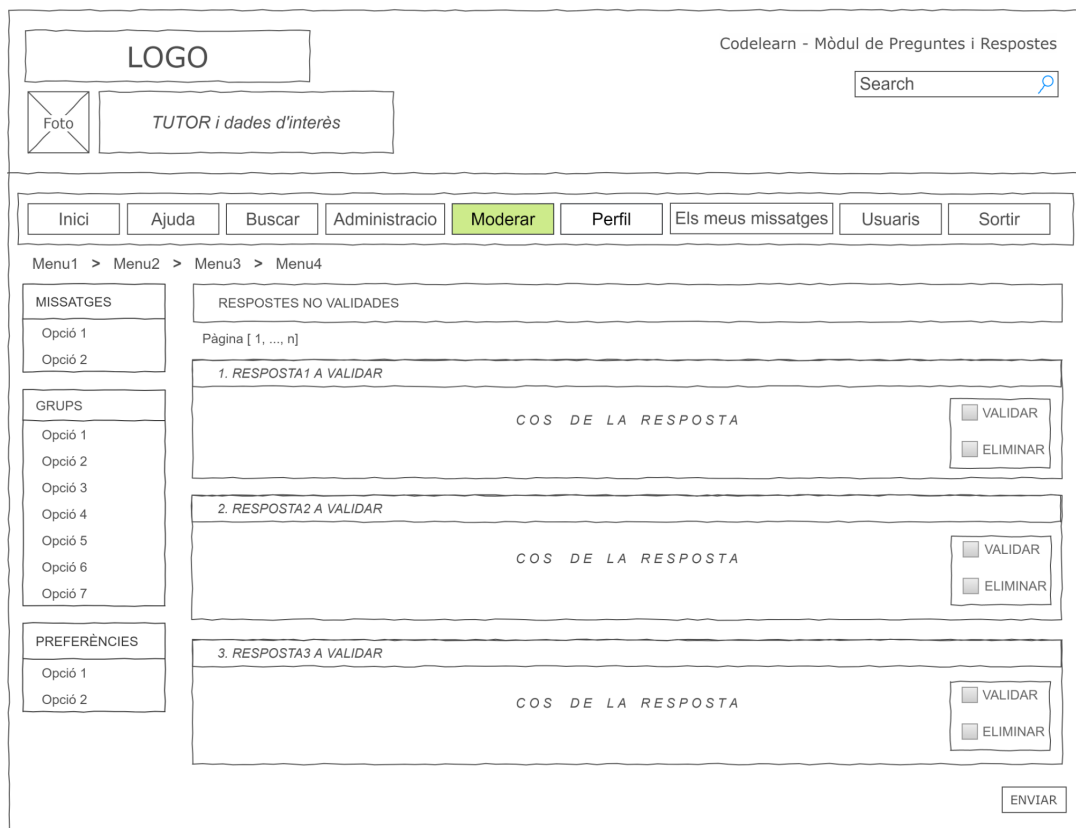 LOGO
Codelearn - Mòdul de Preguntes i Respostes
Search
Foto
TUTOR i dades d'interès
Inici Ajuda Buscar Administracio Moderar Perfil Els meus missatges Usuaris Sortir
Menu1 > Menu2 > Menu3 > Menu4
MISSATGES
Opció 1
Opció 2
GRUPS
Opció 1
Opció 2
Opció 3
Opció 4
Opció 5
Opció 6
Opció 7
PREFERÈNCIES
Opció 1
Opció 2
RESPOSTES NO VALIDADES
Pàgina [ 1, ..., n]
1. RESPOSTA1 A VALIDAR
COS DE LA RESPOSTA
VALIDAR
ELIMINAR
2. RESPOSTA2 A VALIDAR
COS DE LA RESPOSTA
VALIDAR
ELIMINAR
3. RESPOSTA3 A VALIDAR
COS DE LA RESPOSTA
VALIDAR
ELIMINAR
ENVIAR